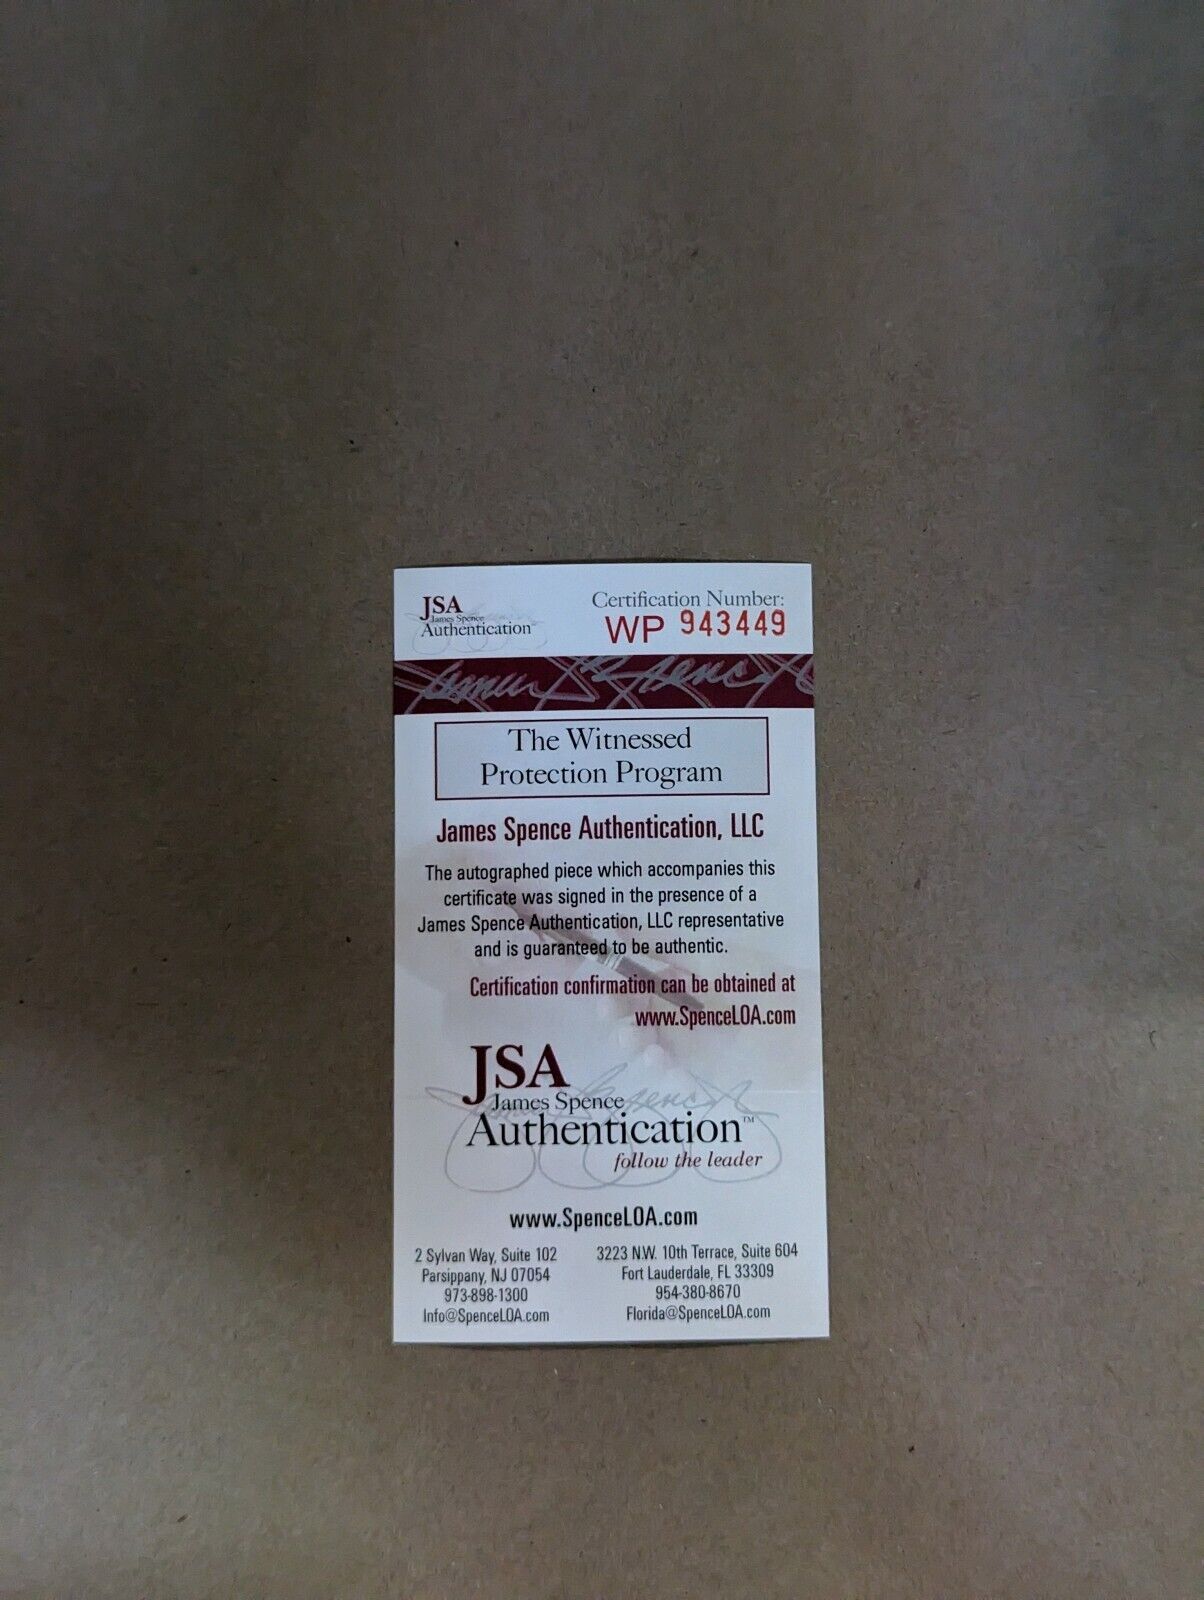 JSA
James Spence
Authentication
Certification Number:
WP 943449
James Spence
The Witnessed
Protection Program
James Spence Authentication, LLC
The autographed piece which accompanies this
certificate was signed in the presence of a
James Spence Authentication, LLC representative
and is guaranteed to be authentic.
Certification confirmation can be obtained at
www.SpenceLOA.com
JSA
James Spence
Authentication™
follow the leader
www.SpenceLOA.com
2 Sylvan Way, Suite 102
Parsippany, NJ 07054
973-898-1300
Info@SpenceLOA.com
3223 N.W. 10th Terrace, Suite 604
Fort Lauderdale, FL 33309
954-380-8670
Florida@SpenceLOA.com